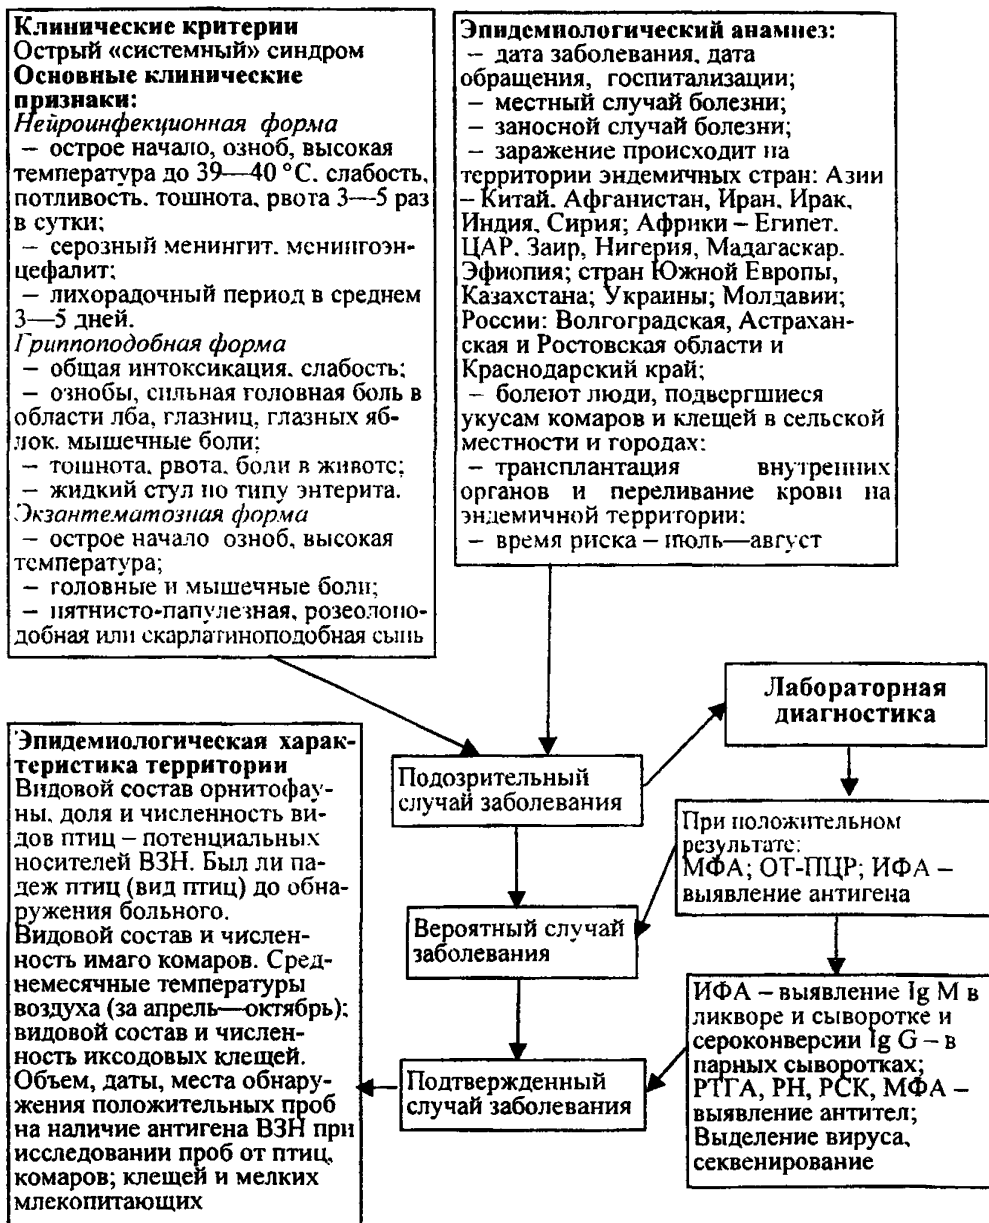 Клинические критерии
Острый «системный» синдром
Основные клинические
признаки:
Нейроинфекционная форма
– острое начало, озноб, высокая
температура до 39—40 °С. слабость,
потливость. тошнота, рвота 3—5 раз
в сутки;
– серозный менингит. менингоэн-
цефалит;
– лихорадочный период в среднем
3—5 дней.
Гриппоподобная форма
– общая интоксикация. слабость;
– ознобы, сильная головная боль в
области лба, глазниц, глазных яб-
лок. мышечные боли;
– тошнота. рвота. боли в животе;
– жидкий стул по типу энтерита.
Экзантематозная форма
– острое начало озноб, высокая
температура;
– головные и мышечные боли;
– пятнисто-папулезная, розеолопо-
добная или скарлатиноподобная сыпь
Эпидемиологический анамнез:
– дата заболевания. дата
обращения, госпитализации;
– местный случай болезни;
– заносной случай болезни;
– заражение происходит на
территории эндемичных стран: Азии
– Китай. Афганистан, Иран. Ирак,
Индия, Сирия; Африки – Египет.
ЦАР. Заир, Нигерия, Мадагаскар.
Эфиопия; стран Южной Европы,
Казахстана; Украины; Молдавии;
России: Волгоградская, Астрахан-
ская и Ростовская области и
Краснодарский край;
– болеют люди, подвергшиеся
укусам комаров и клещей в сельской
местности и городах:
– трансплантация внутренних
органов и переливание крови на
эндемичной территории:
– время риска – июль—август
Лабораторная
диагностика
Подозрительный
случай заболевания
При положительном
результате:
МФА; ОТ-ПЦР; ИФА –
выявление антигена
Вероятный случай
заболевания
ИФА – выявление Ig M в
ликворе и сыворотке и
сероконверсии Ig G – в
парных сыворотках;
РТГА, РН, РСК, МФА –
выявление антител;
Выделение вируса,
секвенирование
Подтвержденный
случай заболевания
Эпидемиологическая харак-
теристика территории
Видовой состав орнитофау-
ны. доля и численность ви-
дов птиц – потенциальных
носителей ВЗН. Был ли па-
деж птиц (вид птиц) до обна-
ружения больного.
Видовой состав и числен-
ность имаго комаров. Сред-
немесячные температуры
воздуха (за апрель—октябрь);
видовой состав и числен-
ность иксодовых клещей.
Объем, даты, места обнару-
жения положительных проб
на наличие антигена ВЗН при
исследовании проб от птиц,
комаров; клещей и мелких
млекопитающих